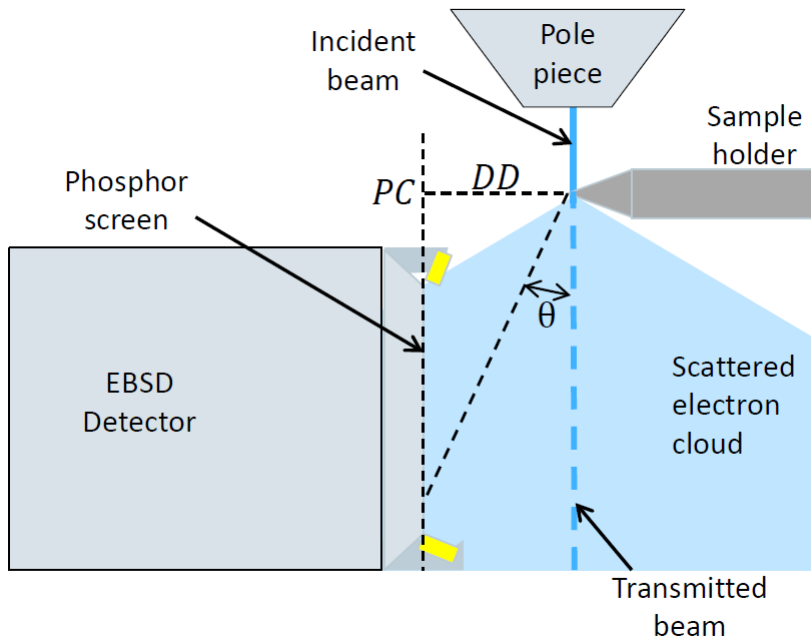 Incident
beam
Pole
piece
Sample
holder
Phosphor
screen
PC
DD
θ
EBSD
Detector
Scattered
electron
cloud
Transmitted
beam